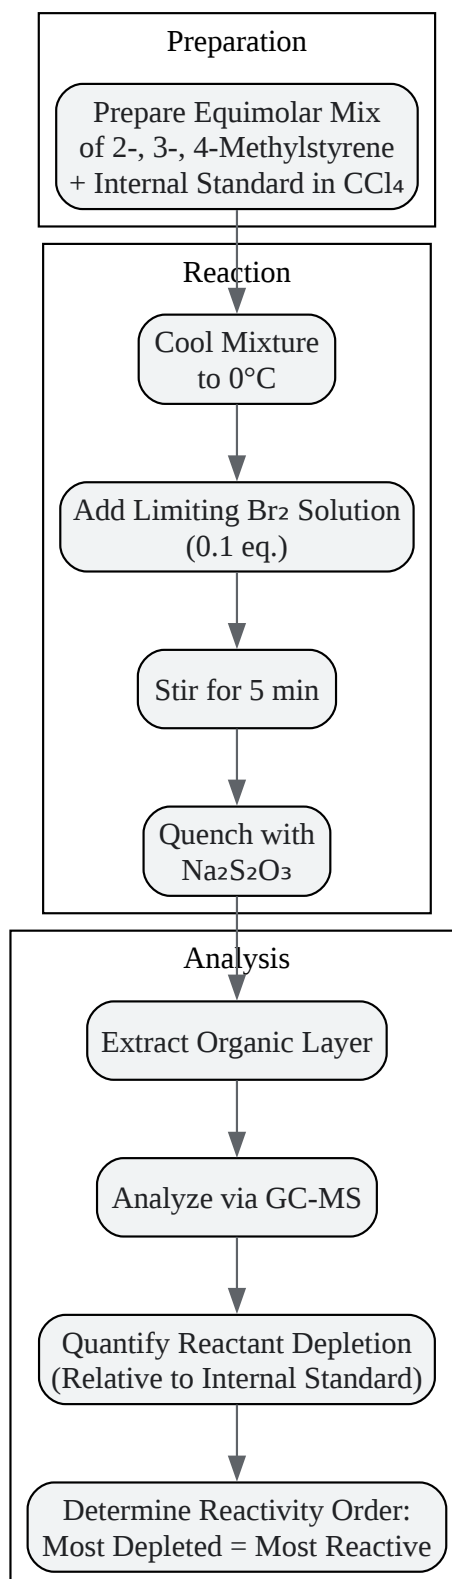 Preparation
Prepare Equimolar Mix
of 2-, 3-, 4-Methylstyrene
+ Internal Standard in CCl₄
Reaction
Cool Mixture
to 0°C
Add Limiting Br₂ Solution
(0.1 eq.)
Stir for 5 min
Quench with
Na₂S₂O₃
Analysis
Extract Organic Layer
Analyze via GC-MS
Quantify Reactant Depletion
(Relative to Internal Standard)
Determine Reactivity Order:
Most Depleted = Most Reactive